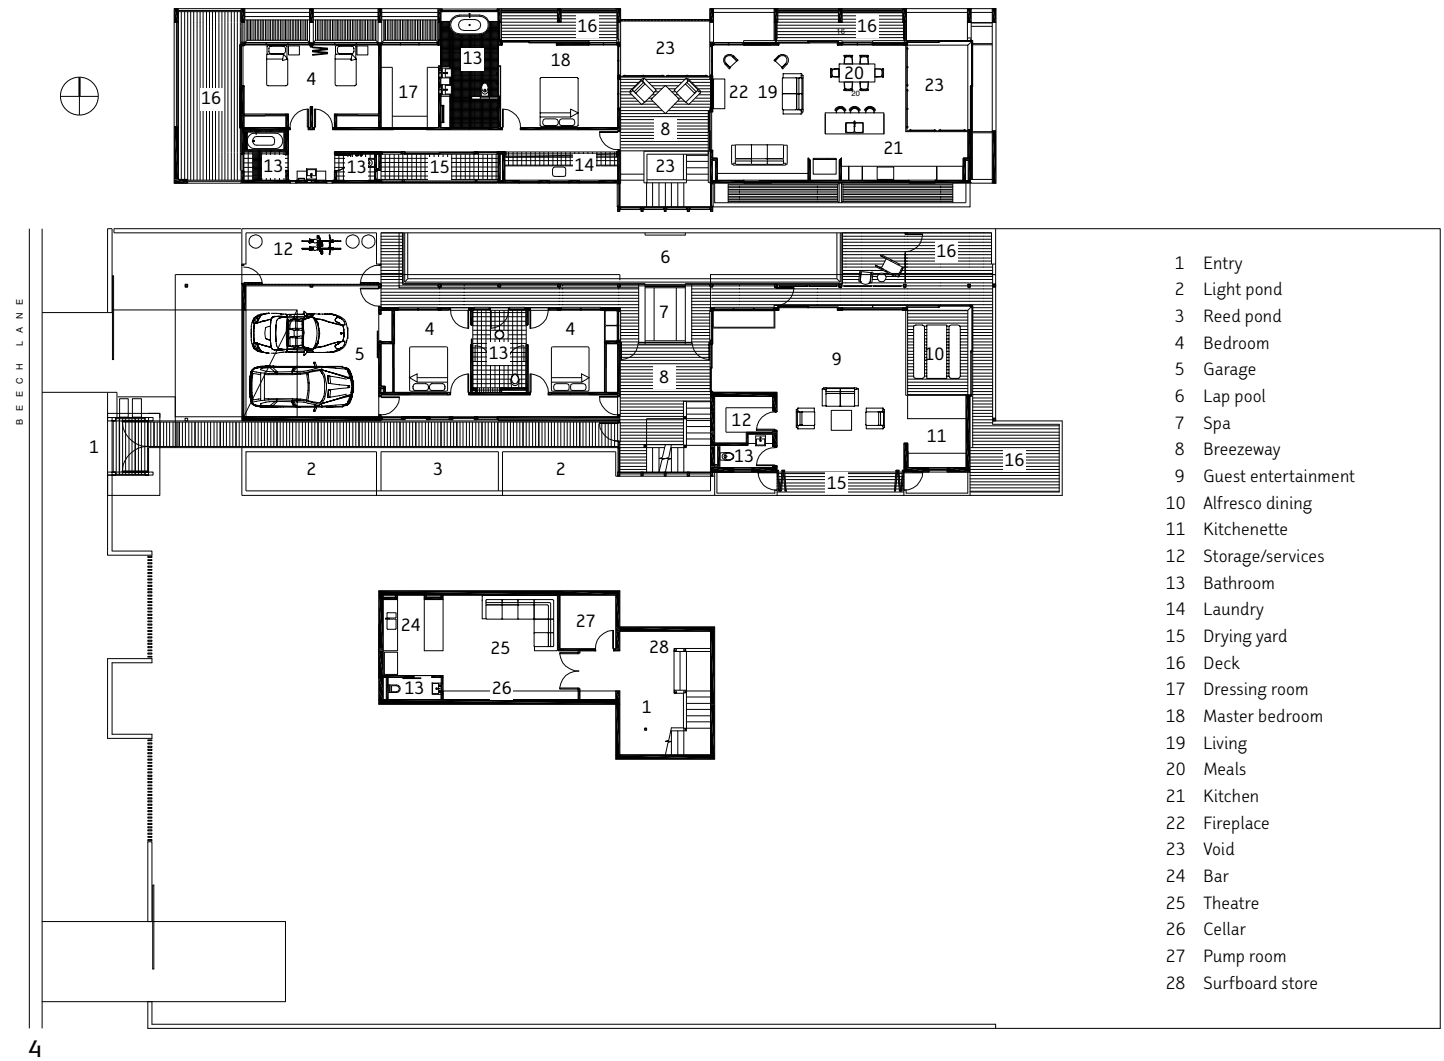 16
16
23
13
18
4
20
23
16
17
22 19
20
8
21
13
13
15
14
23
12
16
6
7
4
4
5
13
9
10
8
12
1
11
13
2
3
2
16
15
BEECH LANE
27
24
28
25
13
26
1
1 Entry
2 Light pond
3 Reed pond
4 Bedroom
5 Garage
6 Lap pool
7 Spa
8 Breezeway
9 Guest entertainment
10 Alfresco dining
11 Kitchenette
12 Storage/services
13 Bathroom
14 Laundry
15 Drying yard
16 Deck
17 Dressing room
18 Master bedroom
19 Living
20 Meals
21 Kitchen
22 Fireplace
23 Void
24 Bar
25 Theatre
26 Cellar
27 Pump room
28 Surfboard store
4